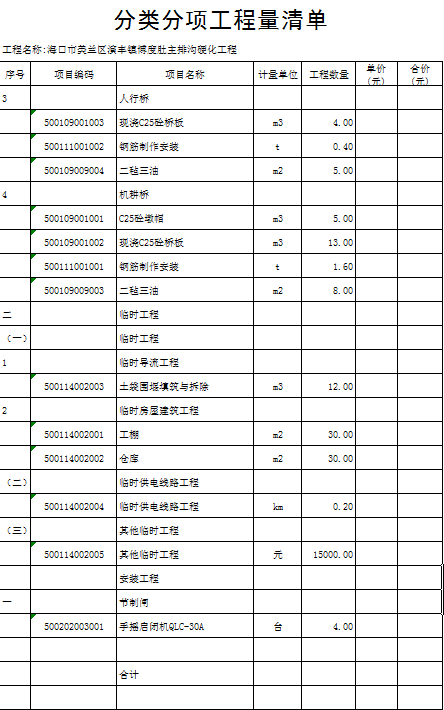 分类分项工程量清单
工程名称:海口市美兰区演丰镇博度肚主排沟硬化工程
序号 项目编码 项目名称 计量单位 工程数量 单价(元) 合价(元)
3 人行桥
500109001003 现浇C25砼桥板 m3 4.00
500111001002 钢筋制作安装 t 0.40
500109009004 二毡三油 m2 5.00
4 机耕桥
500109001001 C25砼墩帽 m3 5.00
500109001002 现浇C25砼桥板 m3 13.00
500111001001 钢筋制作安装 t 1.60
500109009003 二毡三油 m2 8.00
二 临时工程
(一) 临时工程
1 临时导流工程
500114002003 土袋围堰填筑与拆除 m3 12.00
2 临时房屋建筑工程
500114002001 工棚 m2 30.00
500114002002 仓库 m2 30.00
(二) 临时供电线路工程
500114002004 临时供电线路工程 km 0.20
(三) 其他临时工程
500114002005 其他临时工程 元 15000.00
安装工程
一 节制闸
500202003001 手摇启闭机QLC-30A 台 4.00
合计